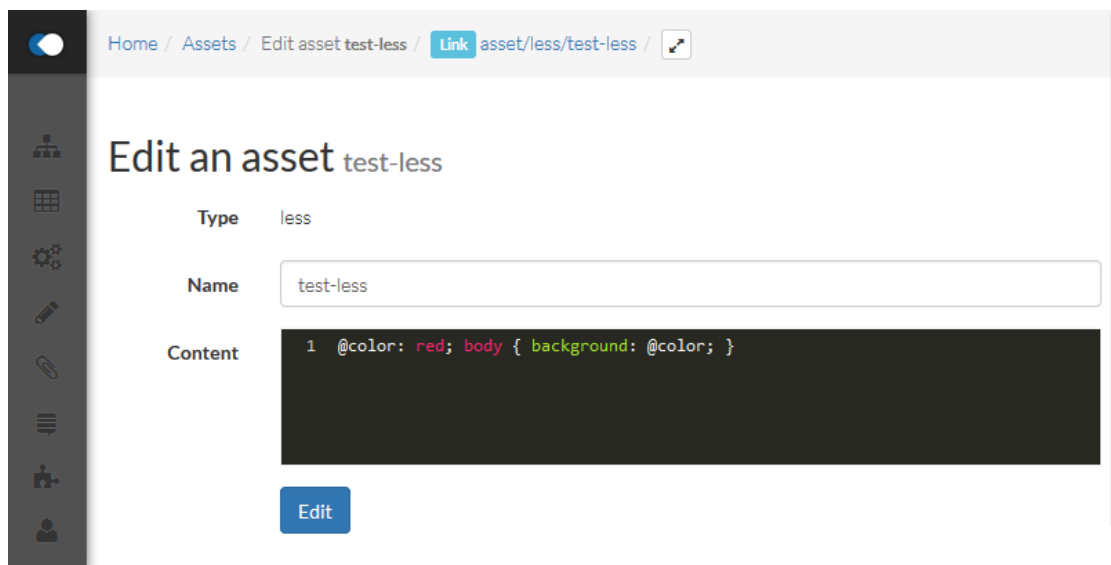 Home / Assets / Edit asset test-less / Link asset/less/test-less /
Edit an asset test-less
Type less
Name test-less
Content 1 @color: red; body { background: @color; }
Edit